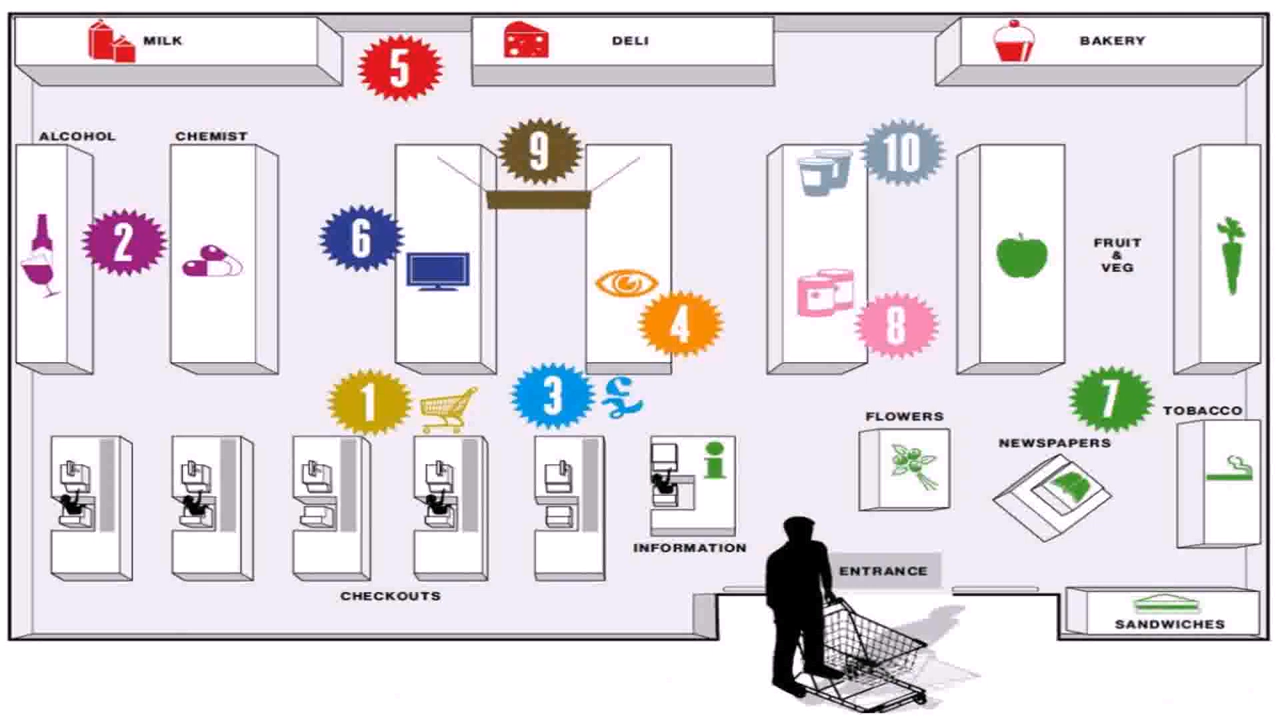 MILK
DELI
BAKERY
5
ALCOHOL
CHEMIST
9
10
2
6
FRUIT
&
VEG
4
8
1
3
£
7
TOBACCO
FLOWERS
NEWSPAPERS
i
INFORMATION
ENTRANCE
CHECKOUTS
SANDWICHES